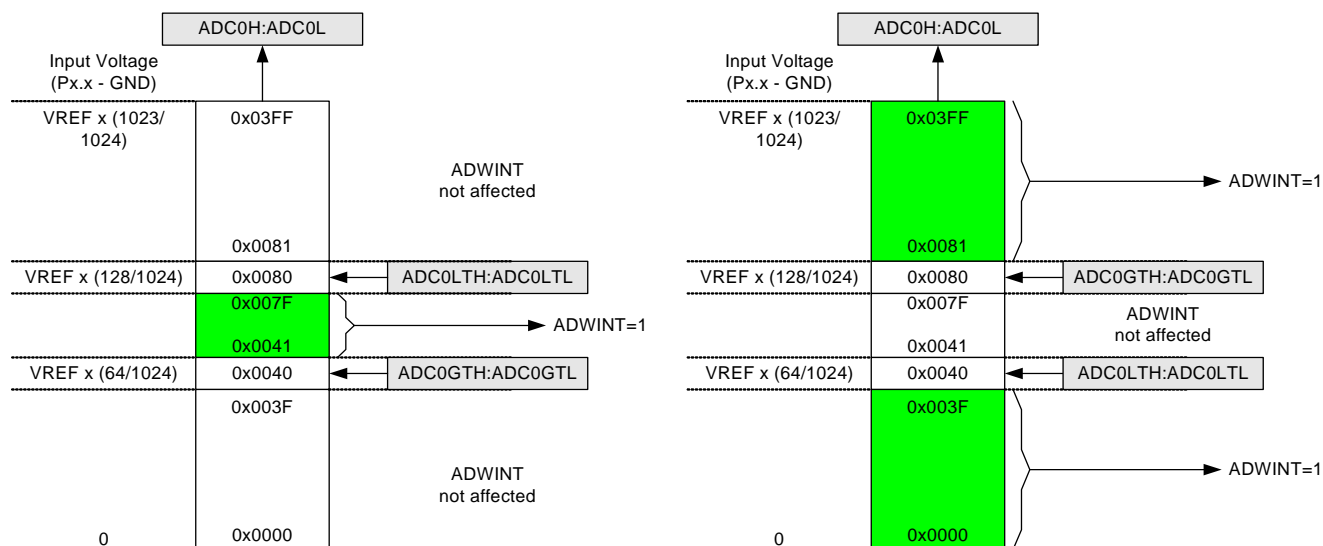 ADC0H:ADC0L
Input Voltage
(Px.x - GND)
VREF x (1023/
1024)
0x03FF
ADWINT
not affected
0x0081
VREF x (128/1024)
0x0080
ADC0LTH:ADC0LTL
0x007F
ADWINT=1
0x0041
VREF x (64/1024)
0x0040
ADC0GTH:ADC0GTL
0x003F
ADWINT
not affected
0
0x0000
ADC0H:ADC0L
Input Voltage
(Px.x - GND)
VREF x (1023/
1024)
0x03FF
ADWINT=1
0x0081
VREF x (128/1024)
0x0080
ADC0GTH:ADC0GTL
0x007F
ADWINT
not affected
0x0041
VREF x (64/1024)
0x0040
ADC0LTH:ADC0LTL
0x003F
ADWINT=1
0
0x0000